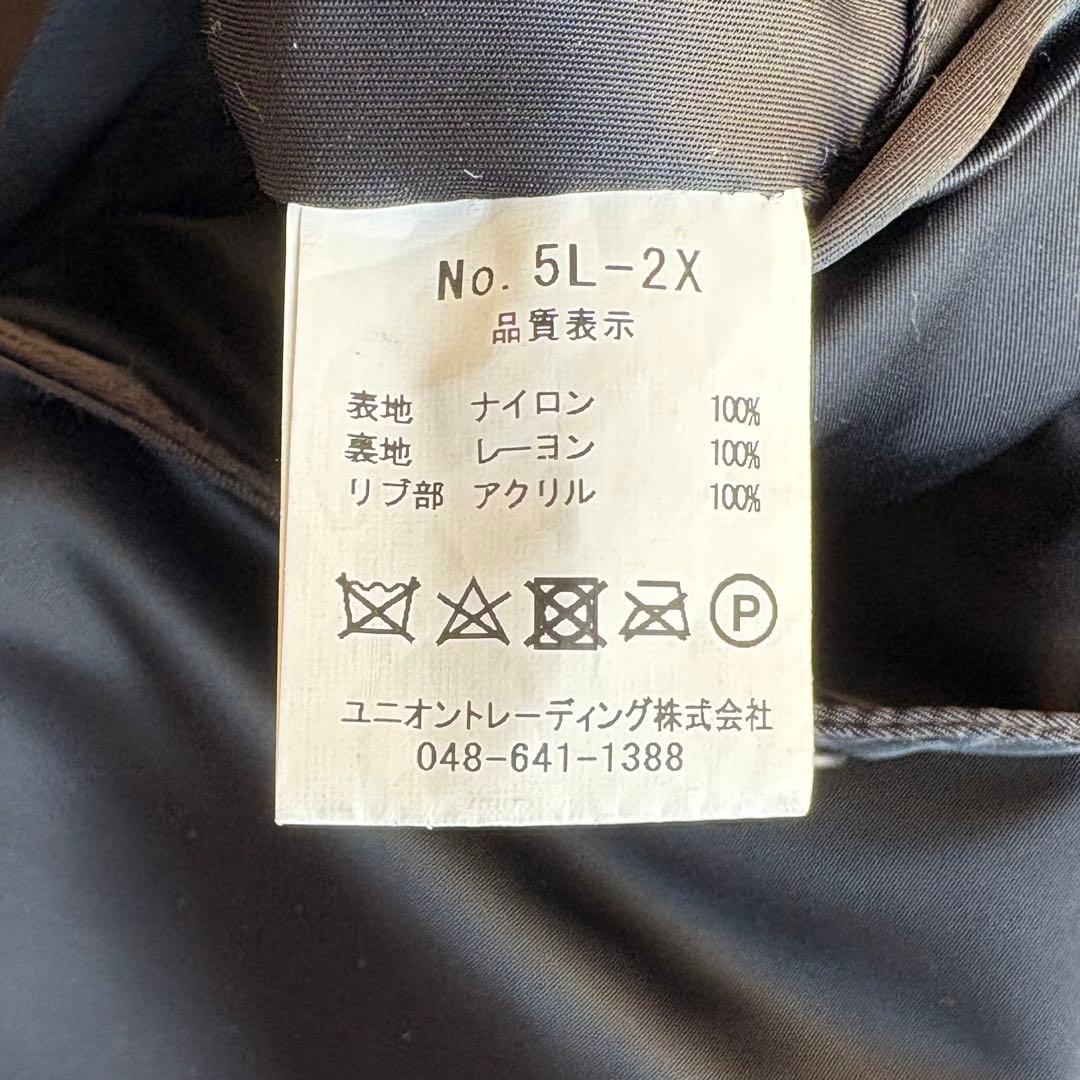 No. 5L-2X
品質表示
表地 ナイロン 100%
裏地 レーヨン 100%
リブ部 アクリル 100%
P
ユニオントレーディング株式会社
048-641-1388